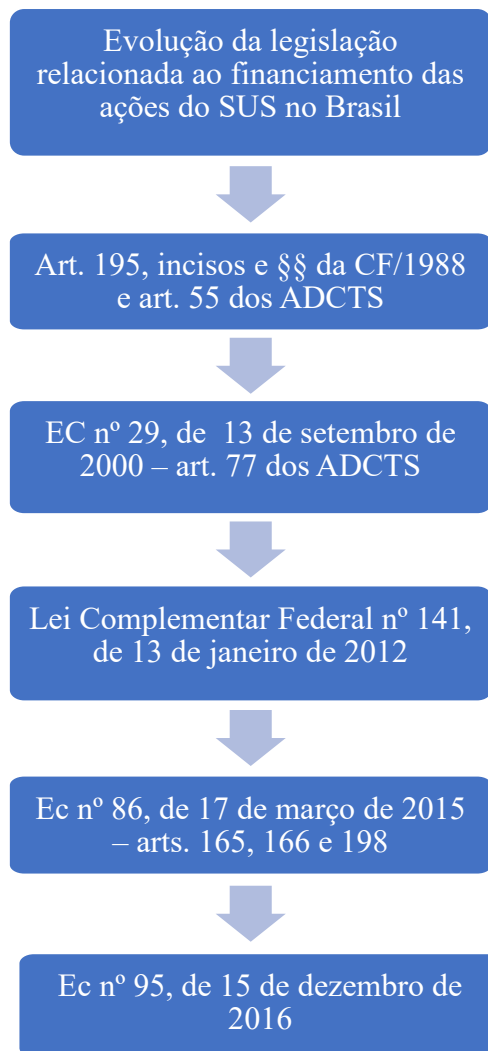 Evolução da legislação
relacionada ao financiamento das
ações do SUS no Brasil
Art. 195, incisos e §§ da CF/1988
e art. 55 dos ADCTS
EC nº 29, de 13 de setembro de
2000 – art. 77 dos ADCTS
Lei Complementar Federal nº 141,
de 13 de janeiro de 2012
Ec nº 86, de 17 de março de 2015
– arts. 165, 166 e 198
Ec nº 95, de 15 de dezembro de
2016